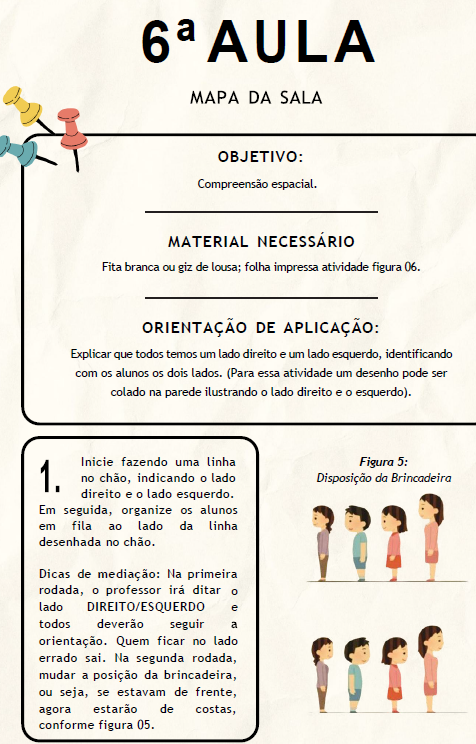 6ª AULA
MAPA DA SALA
OBJETIVO:
Compreensão espacial.
MATERIAL NECESSÁRIO
Fita branca ou giz de lousa; folha impressa atividade figura 06.
ORIENTAÇÃO DE APLICAÇÃO:
Explicar que todos temos um lado direito e um lado esquerdo, identificando
com os alunos os dois lados. (Para essa atividade um desenho pode ser
colado na parede ilustrando o lado direito e o esquerdo).
1. Inicie fazendo uma linha
no chão, indicando o lado
direito e o lado esquerdo.
Em seguida, organize os alunos
em fila ao lado da linha
desenhada no chão.
Dicas de mediação: Na primeira
rodada, o professor irá ditar o
lado DIREITO/ESQUERDO e
todos deverão seguir a
orientação. Quem ficar no lado
errado sai. Na segunda rodada,
mudar a posição da brincadeira,
ou seja, se estavam de frente,
agora estarão de costas,
conforme figura 05.
Figura 5:
Disposição da Brincadeira